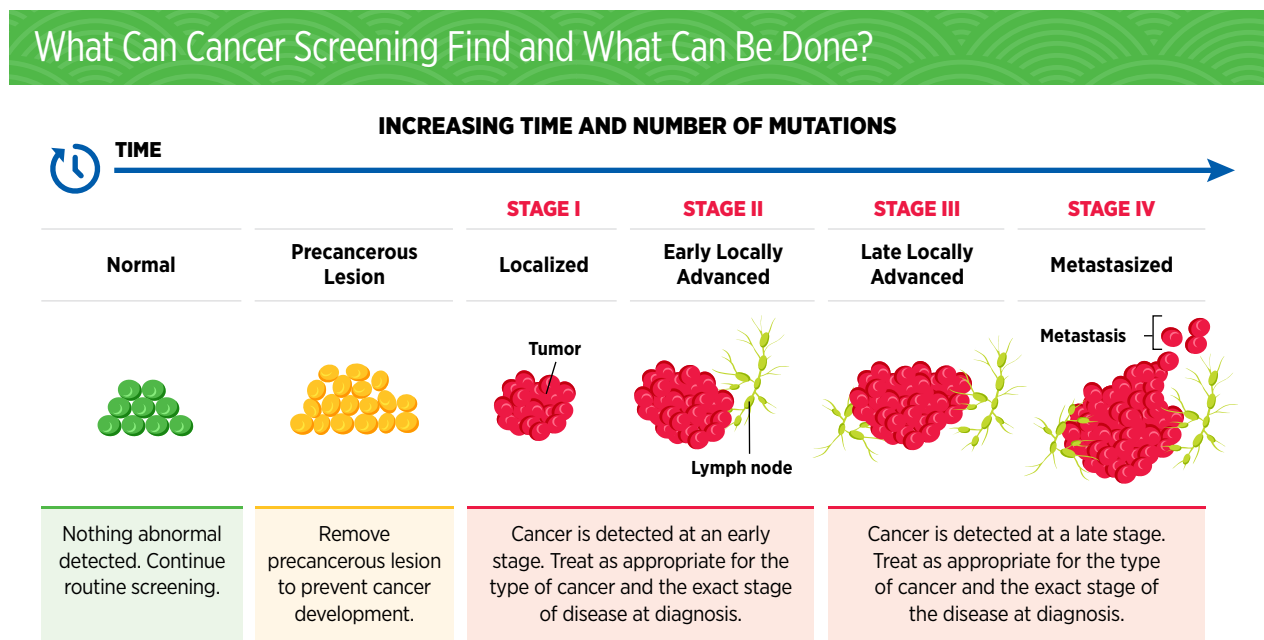 What Can Cancer Screening Find and What Can Be Done?
INCREASING TIME AND NUMBER OF MUTATIONS
TIME
STAGE I
STAGE II
STAGE III
STAGE IV
Normal
Precancerous
Lesion
Localized
Early Locally
Advanced
Late Locally
Advanced
Metastasized
Metastasis
Tumor
Lymph node
Nothing abnormal
detected. Continue
routine screening.
Remove
precancerous lesion
to prevent cancer
development.
Cancer is detected at an early
stage. Treat as appropriate for the
type of cancer and the exact stage
of disease at diagnosis.
Cancer is detected at a late stage.
Treat as appropriate for the type
of cancer and the exact stage of
the disease at diagnosis.